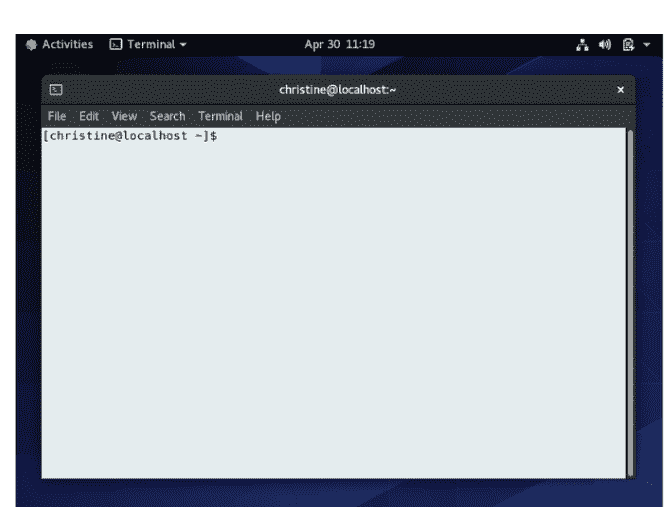 Activities Terminal Apr 30 11:19
christine@localhost:~ ×
File Edit View Search Terminal Help
[christine@localhost ~]$